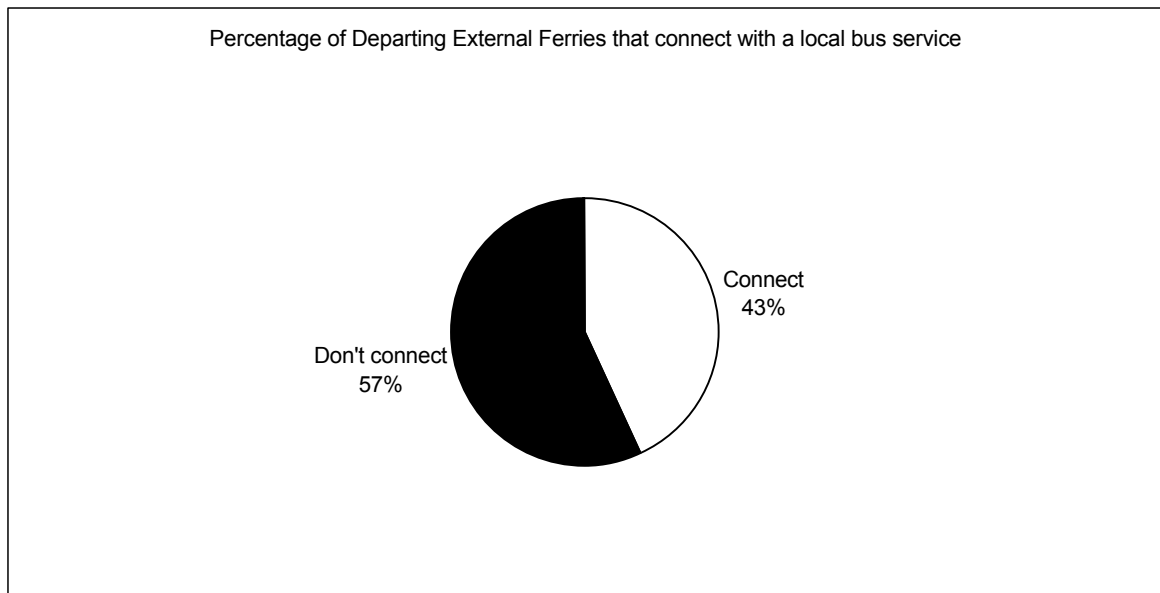 Percentage of Departing External Ferries that connect with a local bus service
Connect
43%
Don't connect
57%